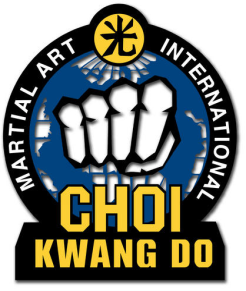 光
MARTIAL ART INTERNATIONAL
CHOI
KWANG DO